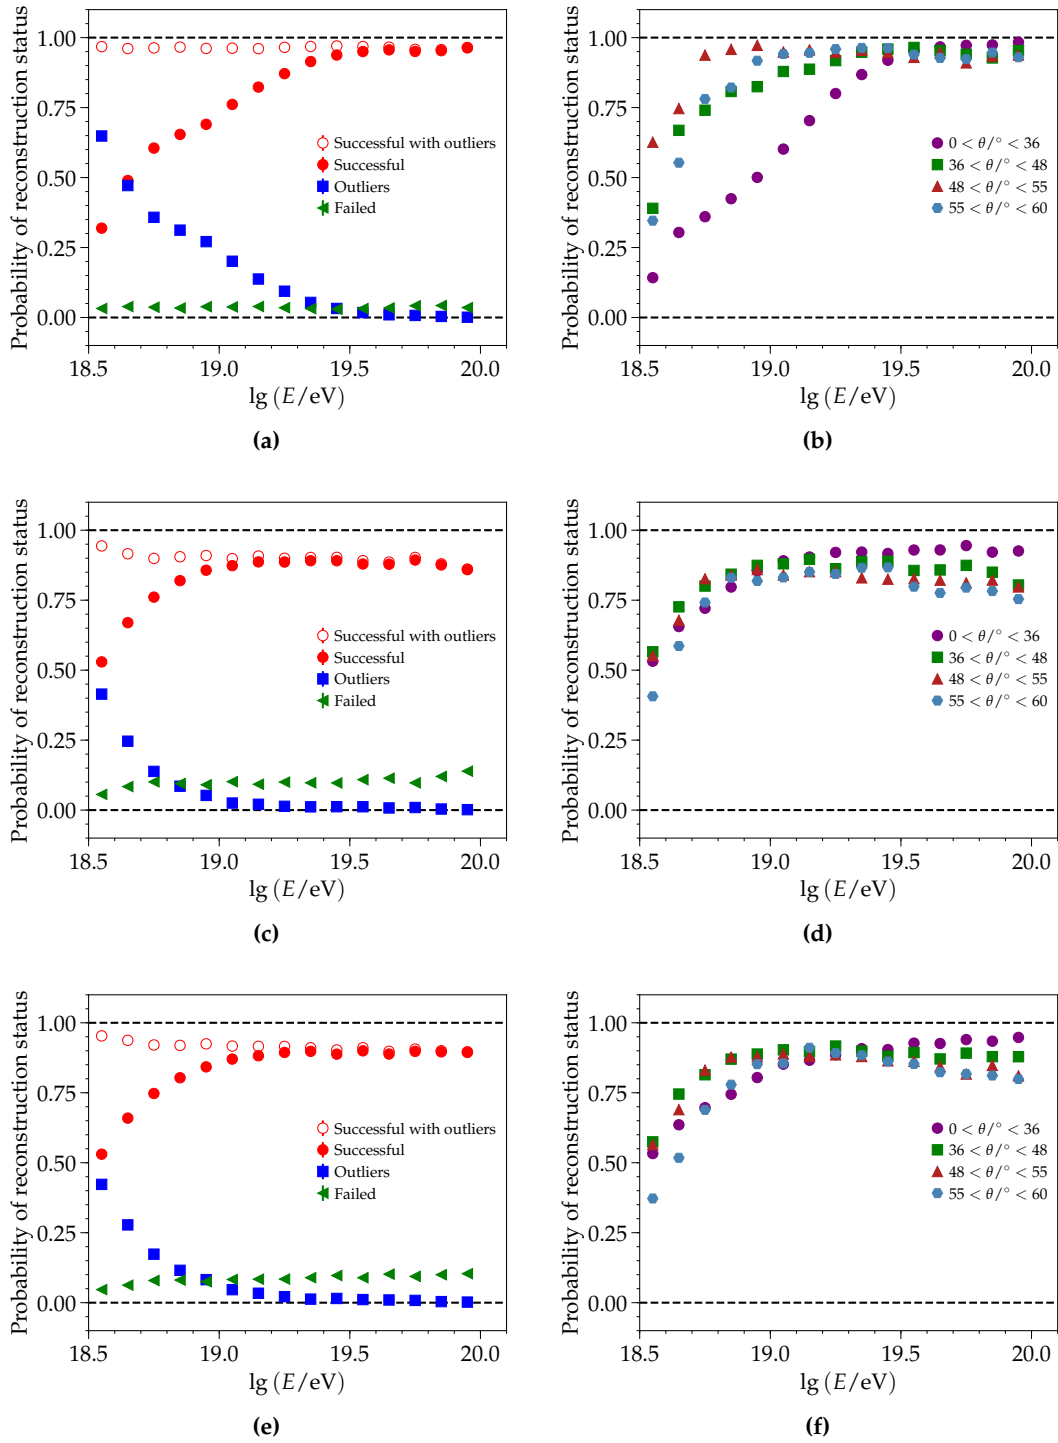 Probability of reconstruction status
1.00
0.75
0.50
0.25
0.00
Successful with outliers
Successful
Outliers
Failed
18.5 19.0 19.5 20.0
lg (E/eV)
(a)
Probability of reconstruction status
1.00
0.75
0.50
0.25
0.00
0 < θ/° < 36
36 < θ/° < 48
48 < θ/° < 55
55 < θ/° < 60
18.5 19.0 19.5 20.0
lg (E/eV)
(b)
Probability of reconstruction status
1.00
0.75
0.50
0.25
0.00
Successful with outliers
Successful
Outliers
Failed
18.5 19.0 19.5 20.0
lg (E/eV)
(c)
Probability of reconstruction status
1.00
0.75
0.50
0.25
0.00
0 < θ/° < 36
36 < θ/° < 48
48 < θ/° < 55
55 < θ/° < 60
18.5 19.0 19.5 20.0
lg (E/eV)
(d)
Probability of reconstruction status
1.00
0.75
0.50
0.25
0.00
Successful with outliers
Successful
Outliers
Failed
18.5 19.0 19.5 20.0
lg (E/eV)
(e)
Probability of reconstruction status
1.00
0.75
0.50
0.25
0.00
0 < θ/° < 36
36 < θ/° < 48
48 < θ/° < 55
55 < θ/° < 60
18.5 19.0 19.5 20.0
lg (E/eV)
(f)